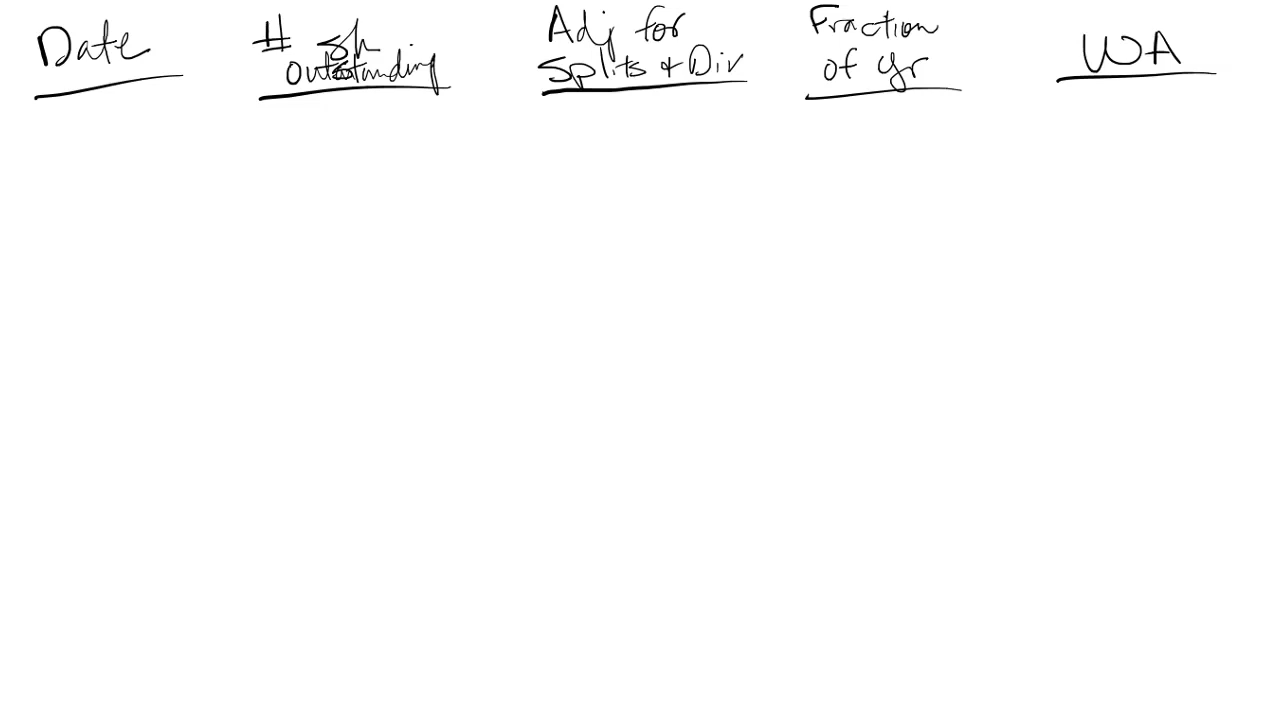 Date
# Sh
Outstanding
Adj for
Splits + Div
Fraction
of yr
WA